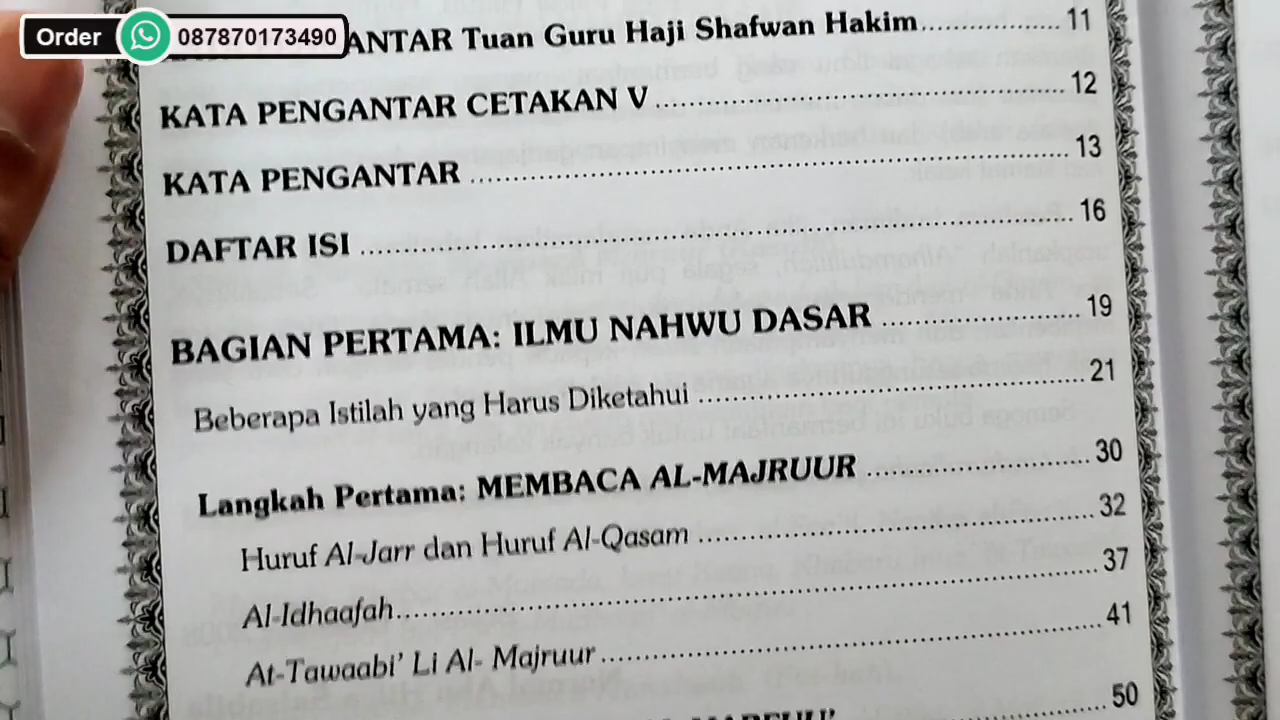 Order 087870173490
ANTAR Tuan Guru Haji Shafwan Hakim 11
KATA PENGANTAR CETAKAN V 12
KATA PENGANTAR 13
DAFTAR ISI 16
BAGIAN PERTAMA: ILMU NAHWU DASAR 19
Beberapa Istilah yang Harus Diketahui 21
Langkah Pertama: MEMBACA AL-MAJRUUR 30
Huruf Al-Jarr dan Huruf Al-Qasam 32
Al-Idhaafah 37
At-Tawaabi' Li Al- Majruur 41
50